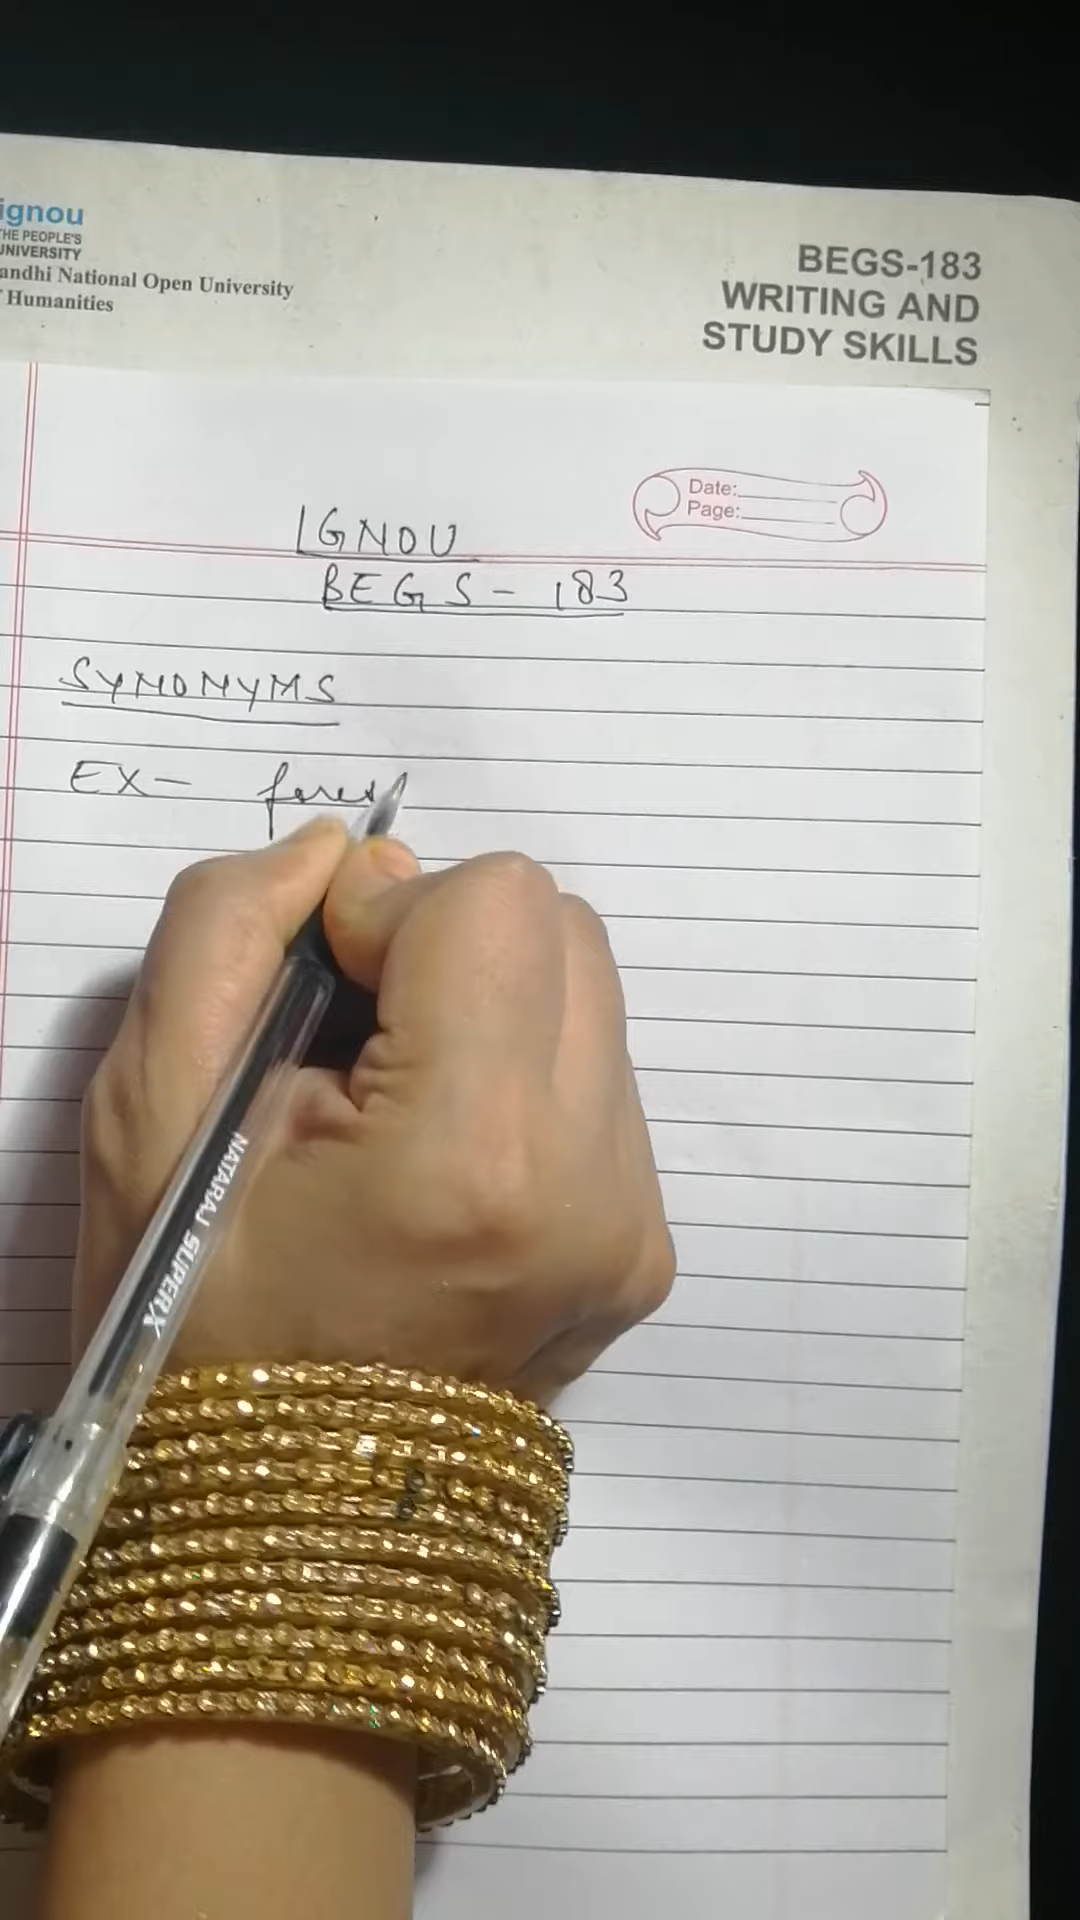 ignou
THE PEOPLE'S
UNIVERSITY
andhi National Open University
Humanities
BEGS-183
WRITING AND
STUDY SKILLS
Date:
Page:
IGNOU
BEGS - 183
SYNONYMS
EX-
NATARAJ SUPERX